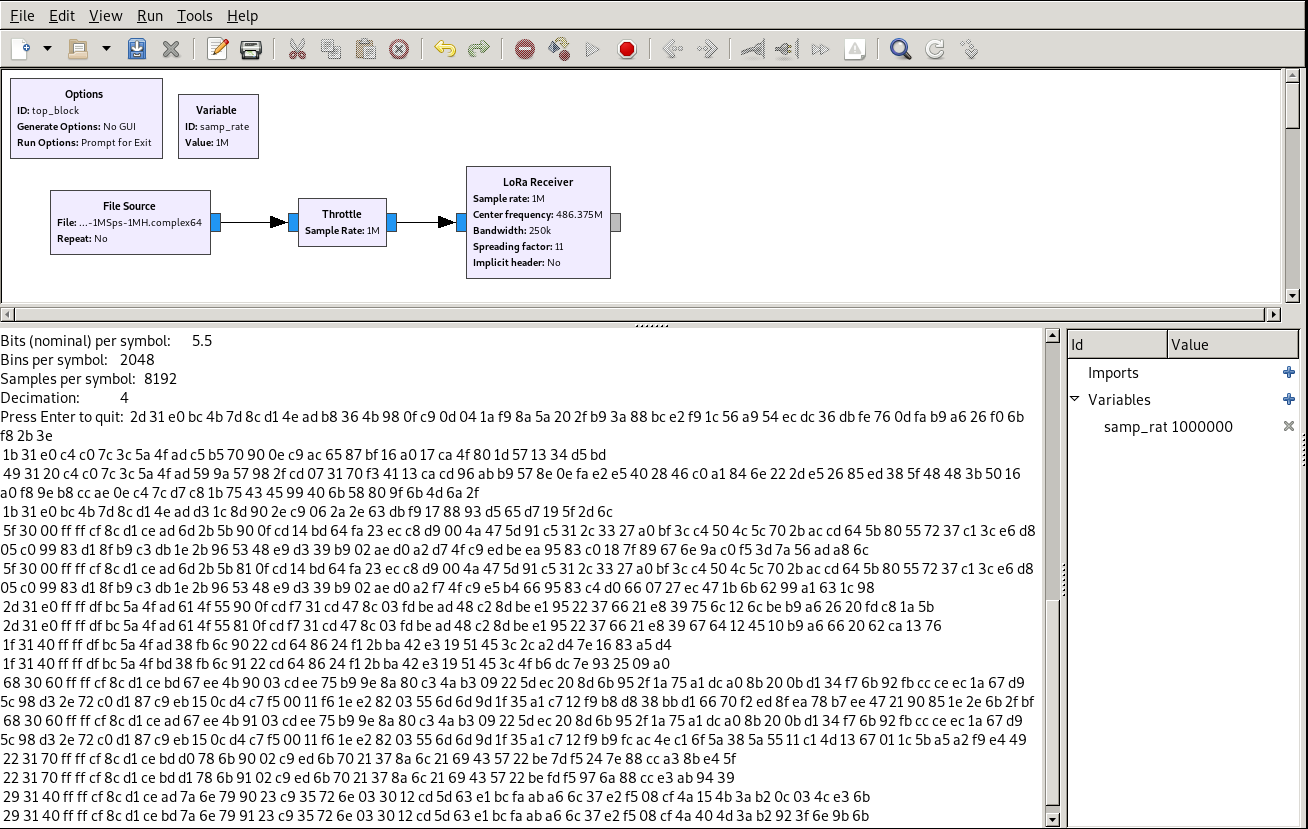 File Edit View Run Tools Help
Options
ID: top_block
Generate Options: No GUI
Run Options: Prompt for Exit
Variable
ID: samp_rate
Value: 1M
File Source
File: ...-1MSps-1MH.complex64
Repeat: No
Throttle
Sample Rate: 1M
LoRa Receiver
Sample rate: 1M
Center frequency: 486.375M
Bandwidth: 250k
Spreading factor: 11
Implicit header: No
Bits (nominal) per symbol: 5.5
Bins per symbol: 2048
Samples per symbol: 8192
Decimation: 4
Press Enter to quit: 2d 31 e0 bc 4b 7d 8c d1 4e ad b8 36 4b 98 0f c9 0d 04 1a f9 8a 5a 20 2f b9 3a 88 bc e2 f9 1c 56 a9 54 ec dc 36 db fe 76 0d fa b9 a6 26 f0 6b
f8 2b 3e
1b 31 e0 c4 c0 7c 3c 5a 4f ad c5 b5 70 90 0e c9 ac 65 87 bf 16 a0 17 ca 4f 80 1d 57 13 34 d5 bd
49 31 20 c4 c0 7c 3c 5a 4f ad 59 9a 57 98 2f cd 07 31 70 f3 41 13 ca cd 96 ab b9 57 8e 0e fa e2 e5 40 28 46 c0 a1 84 6e 22 2d e5 26 85 ed 38 5f 48 48 3b 50 16
a0 f8 9e b8 cc ae 0e c4 7c d7 c8 1b 75 43 45 99 40 6b 58 80 9f 6b 4d 6a 2f
1b 31 e0 bc 4b 7d 8c d1 4e ad d3 1c 8d 90 2e c9 06 2a 2e 63 db f9 17 88 93 d5 65 d7 19 5f 2d 6c
5f 30 00 ff ff cf 8c d1 ce ad 6d 2b 5b 90 0f cd 14 bd 64 fa 23 ec c8 d9 00 4a 47 5d 91 c5 31 2c 33 27 a0 bf 3c c4 50 4c 5c 70 2b ac cd 64 5b 80 55 72 37 c1 3c e6 d8
05 c0 99 83 d1 8f b9 c3 db 1e 2b 96 53 48 e9 d3 39 b9 02 ae d0 a2 d7 4f c9 ed be ea 95 83 c0 18 7f 89 67 6e 9a c0 f5 3d 7a 56 ad a8 6c
5f 30 00 ff ff cf 8c d1 ce ad 6d 2b 5b 81 0f cd 14 bd 64 fa 23 ec c8 d9 00 4a 47 5d 91 c5 31 2c 33 27 a0 bf 3c c4 50 4c 5c 70 2b ac cd 64 5b 80 55 72 37 c1 3c e6 d8
05 c0 99 83 d1 8f b9 c3 db 1e 2b 96 53 48 e9 d3 39 b9 02 ae d0 a2 f7 4f c9 e5 b4 66 95 83 c4 d0 66 07 27 ec 47 1b 6b 62 99 a1 63 1c 98
2d 31 e0 ff ff df bc 5a 4f ad 61 4f 55 90 0f cd f7 31 cd 47 8c 03 fd be ad 48 c2 8d be e1 95 22 37 66 21 e8 39 75 6c 12 6c be b9 a6 26 20 fd c8 1a 5b
2d 31 e0 ff ff df bc 5a 4f ad 61 4f 55 81 0f cd f7 31 cd 47 8c 03 fd be ad 48 c2 8d be e1 95 22 37 66 21 e8 39 67 64 12 45 10 b9 a6 66 20 62 ca 13 76
1f 31 40 ff ff df bc 5a 4f ad 38 fb 6c 90 22 cd 64 86 24 f1 2b ba 42 e3 19 51 45 3c 2c a2 d4 7e 16 83 a5 d4
1f 31 40 ff ff df bc 5a 4f bd 38 fb 6c 91 22 cd 64 86 24 f1 2b ba 42 e3 19 51 45 3c 4f b6 dc 7e 93 25 09 a0
68 30 60 ff ff cf 8c d1 ce bd 67 ee 4b 90 03 cd ee 75 b9 9e 8a 80 c3 4a b3 09 22 5d ec 20 8d 6b 95 2f 1a 75 a1 dc a0 8b 20 0b d1 34 f7 6b 92 fb cc ce ec 1a 67 d9
5c 98 d3 2e 72 c0 d1 87 c9 eb 15 0c d4 c7 f5 00 11 f6 1e e2 82 03 55 6d 6d 9d 1f 35 a1 c7 12 f9 b8 d8 38 bb d1 66 70 f2 ed 8f ea 78 b7 ee 47 21 90 85 1e 2e 6b 2f bf
68 30 60 ff ff cf 8c d1 ce ad 67 ee 4b 91 03 cd ee 75 b9 9e 8a 80 c3 4a b3 09 22 5d ec 20 8d 6b 95 2f 1a 75 a1 dc a0 8b 20 0b d1 34 f7 6b 92 fb cc ce ec 1a 67 d9
5c 98 d3 2e 72 c0 d1 87 c9 eb 15 0c d4 c7 f5 00 11 f6 1e e2 82 03 55 6d 6d 9d 1f 35 a1 c7 12 f9 b9 fc ac 4e c1 6f 5a 38 5a 55 11 c1 4d 13 67 01 1c 5b a5 a2 f9 e4 49
22 31 70 ff ff cf 8c d1 ce bd d0 78 6b 90 02 c9 ed 6b 70 21 37 8a 6c 21 69 43 57 22 be 7d f5 24 7e 88 cc a3 8b e4 5f
22 31 70 ff ff cf 8c d1 ce bd d1 78 6b 91 02 c9 ed 6b 70 21 37 8a 6c 21 69 43 57 22 be fd f5 97 6a 88 cc e3 ab 94 39
29 31 40 ff ff cf 8c d1 ce ad 7a 6e 79 90 23 c9 35 72 6e 03 30 12 cd 5d 63 e1 bc fa ab a6 6c 37 e2 f5 08 cf 4a 15 4b 3a b2 0c 03 4c e3 6b
29 31 40 ff ff cf 8c d1 ce bd 7a 6e 79 91 23 c9 35 72 6e 03 30 12 cd 5d 63 e1 bc fa ab a6 6c 37 e2 f5 08 cf 4a 40 4d 3a b2 92 3f 6e 9b 6b
Id Value
Imports
Variables
samp_rat 1000000